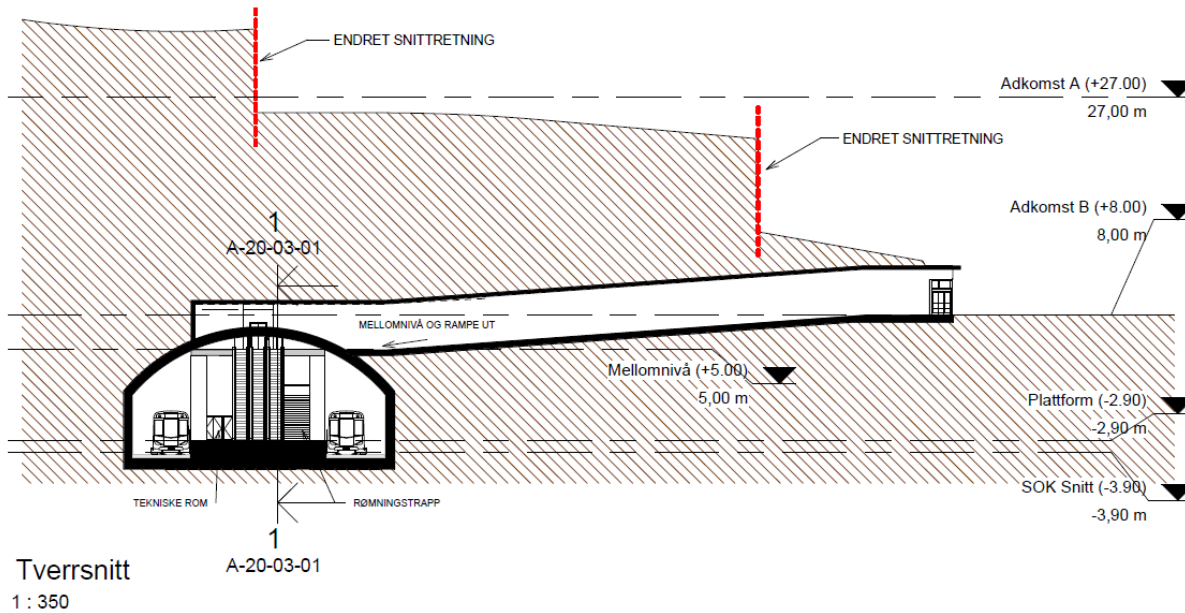 ENDRET SNITTRETNING
Adkomst A (+27.00)
27,00 m
ENDRET SNITTRETNING
Adkomst B (+8.00)
8,00 m
1
A-20-03-01
MELLOMNIVÅ OG RAMPE UT
Mellomnivå (+5.00)
5,00 m
Plattform (-2.90)
-2,90 m
SOK Snitt (-3.90)
-3,90 m
TEKNISKE ROM
RØMNINGSTRAPP
1
A-20-03-01
Tverrsnitt
1 : 350